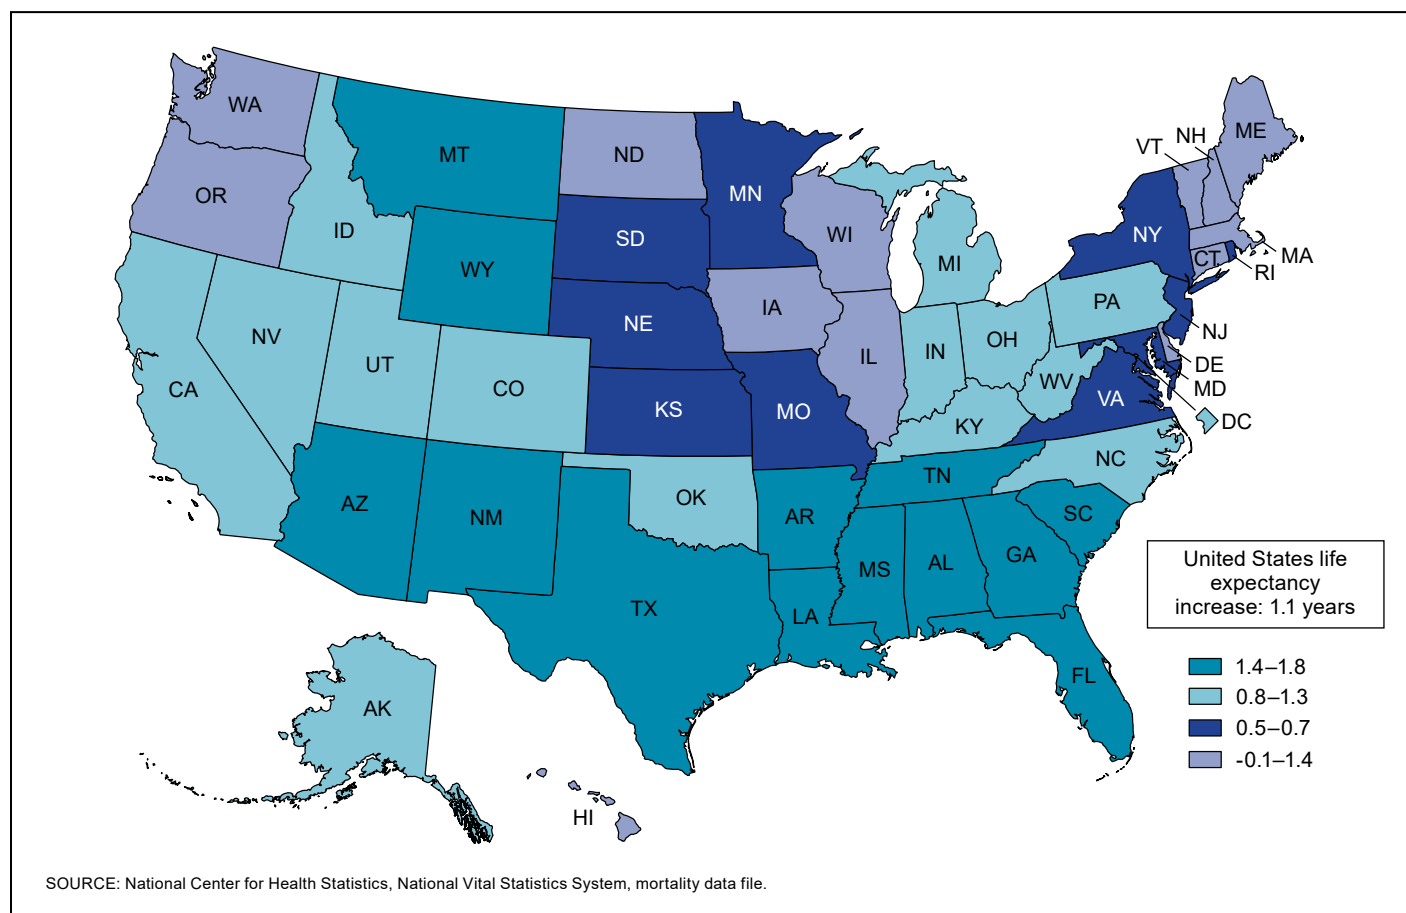 WA
MT
ND
MN
OR
ID
WY
SD
WI
MI
NY
VT
NH
ME
MA
RI
CT
NV
UT
CO
NE
IA
IL
IN
OH
PA
NJ
DE
MD
DC
CA
KS
MO
KY
WV
VA
NC
AZ
NM
OK
AR
TN
SC
TX
LA
MS
AL
GA
FL
AK
HI
United States life
expectancy
increase: 1.1 years
1.4–1.8
0.8–1.3
0.5–0.7
-0.1–1.4
SOURCE: National Center for Health Statistics, National Vital Statistics System, mortality data file.